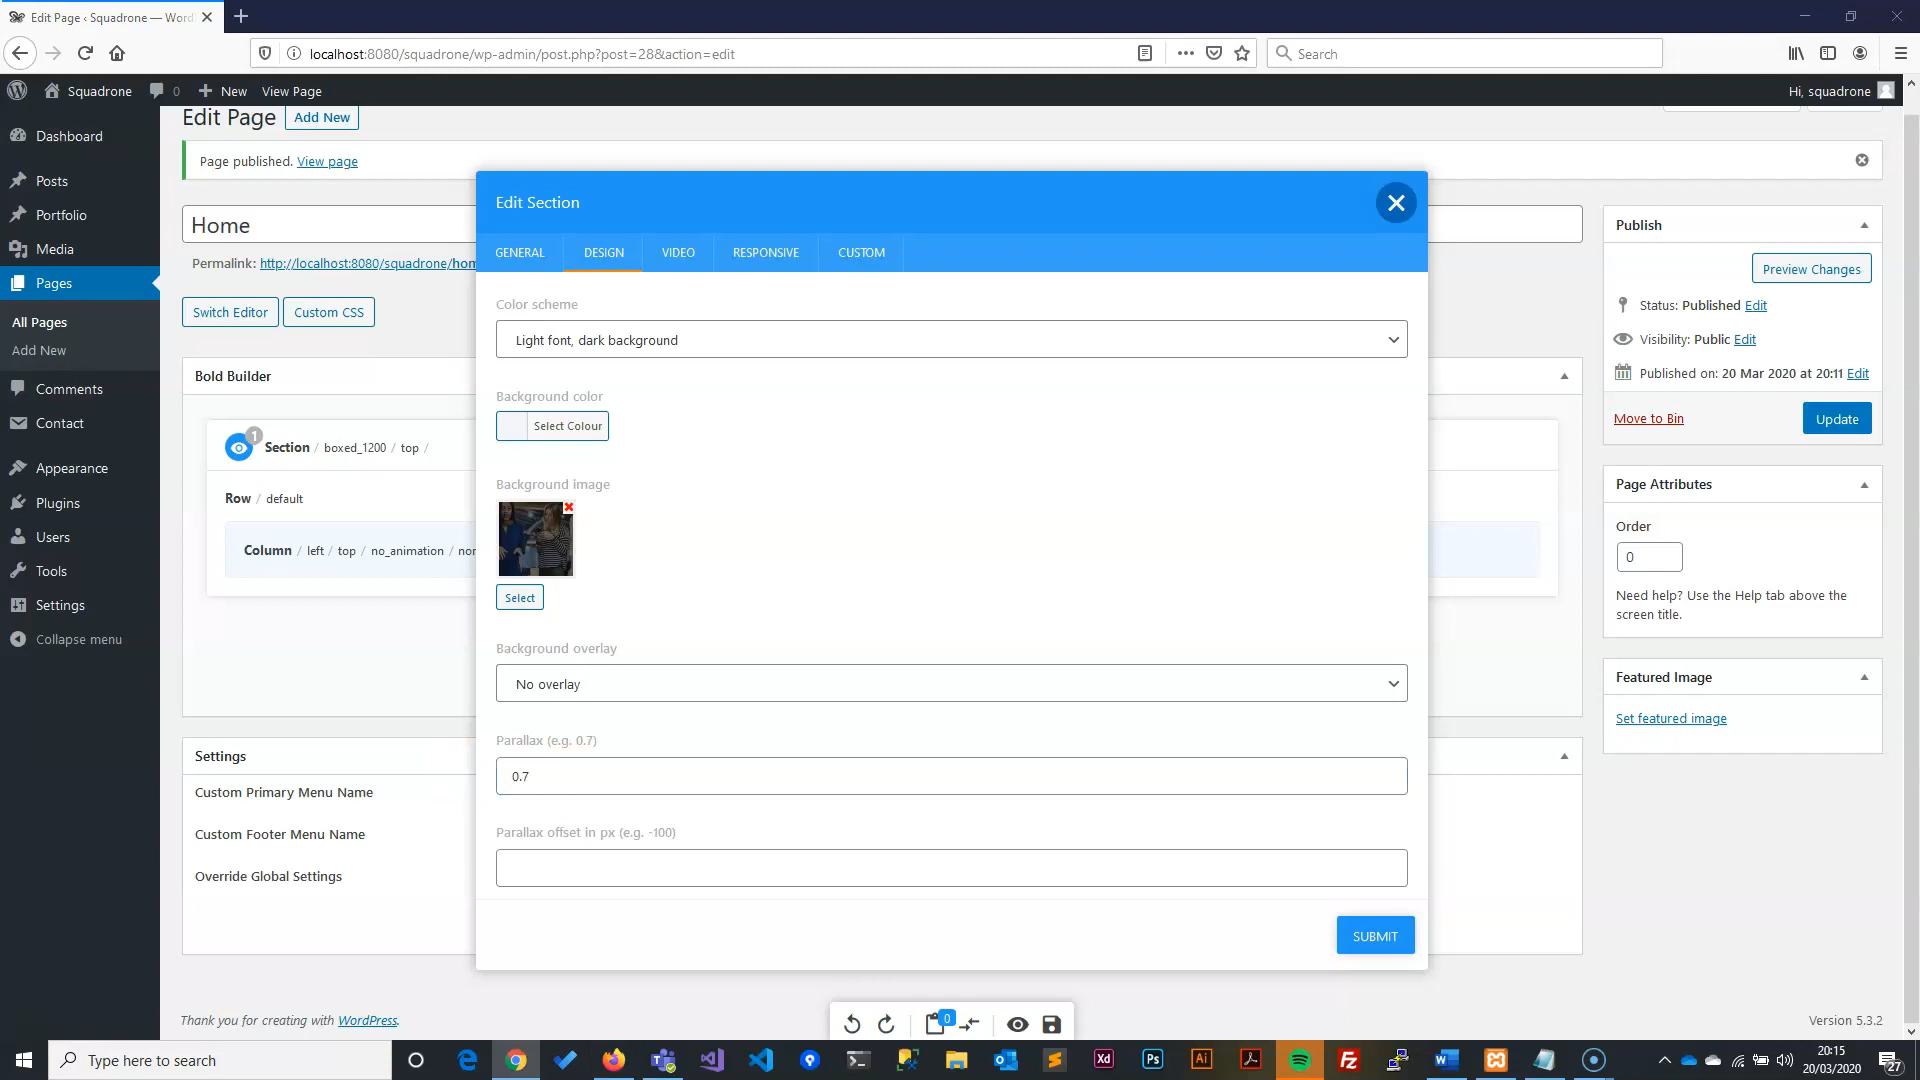 Edit Page ‹ Squadrone — Word
localhost:8080/squadrone/wp-admin/post.php?post=28&action=edit
Search
Squadrone
0
New
View Page
Hi, squadrone
Dashboard
Posts
Portfolio
Media
Pages
All Pages
Add New
Comments
Contact
Appearance
Plugins
Users
Tools
Settings
Collapse menu
Edit Page
Add New
Page published. View page
Home
Permalink: http://localhost:8080/squadrone/hom
Switch Editor
Custom CSS
Bold Builder
1
Section / boxed_1200 / top /
Row / default
Column / left / top / no_animation / nor
Settings
Custom Primary Menu Name
Custom Footer Menu Name
Override Global Settings
Edit Section
GENERAL
DESIGN
VIDEO
RESPONSIVE
CUSTOM
Color scheme
Light font, dark background
Background color
Select Colour
Background image
Select
Background overlay
No overlay
Parallax (e.g. 0.7)
0.7
Parallax offset in px (e.g. -100)
SUBMIT
Publish
Preview Changes
Status: Published Edit
Visibility: Public Edit
Published on: 20 Mar 2020 at 20:11 Edit
Move to Bin
Update
Page Attributes
Order
0
Need help? Use the Help tab above the
screen title.
Featured Image
Set featured image
0
Thank you for creating with WordPress.
Version 5.3.2
Type here to search
Xd
Ps
Ai
20:15
20/03/2020
27